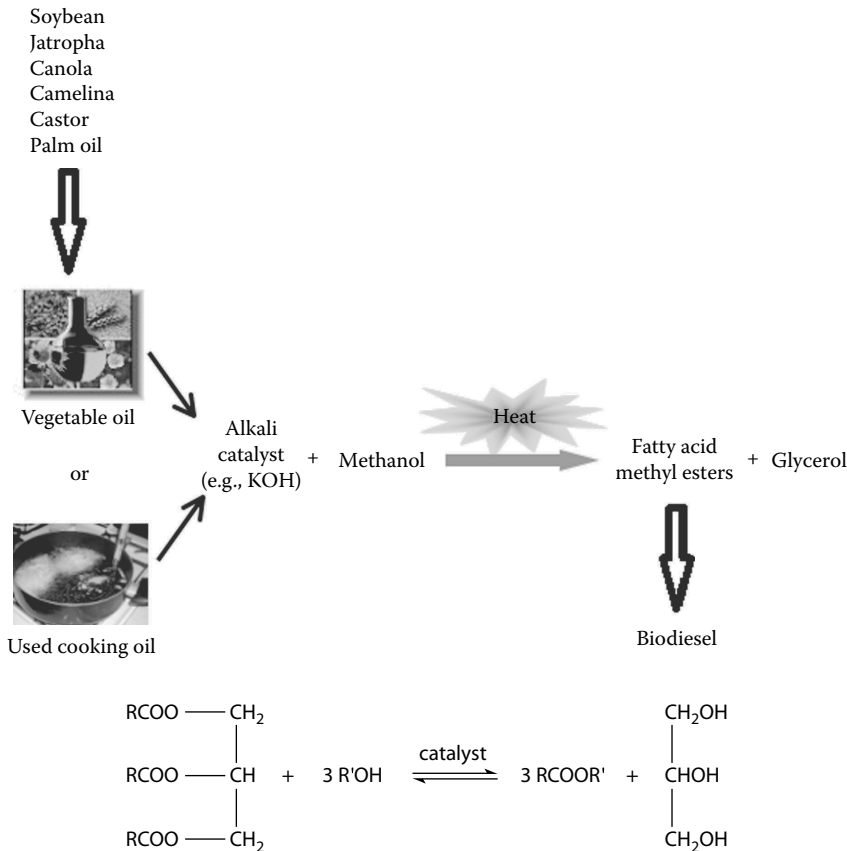 Soybean
Jatropha
Canola
Camelina
Castor
Palm oil
Vegetable oil
or
Used cooking oil
Alkali
catalyst
(e.g., KOH)
+
Methanol
Heat
Fatty acid
methyl esters
+ Glycerol
Biodiesel
RCOO CH₂ CH₂OH
RCOO CH + 3 R'OH catalyst 3 RCOOR' + CHOH
RCOO CH₂ CH₂OH